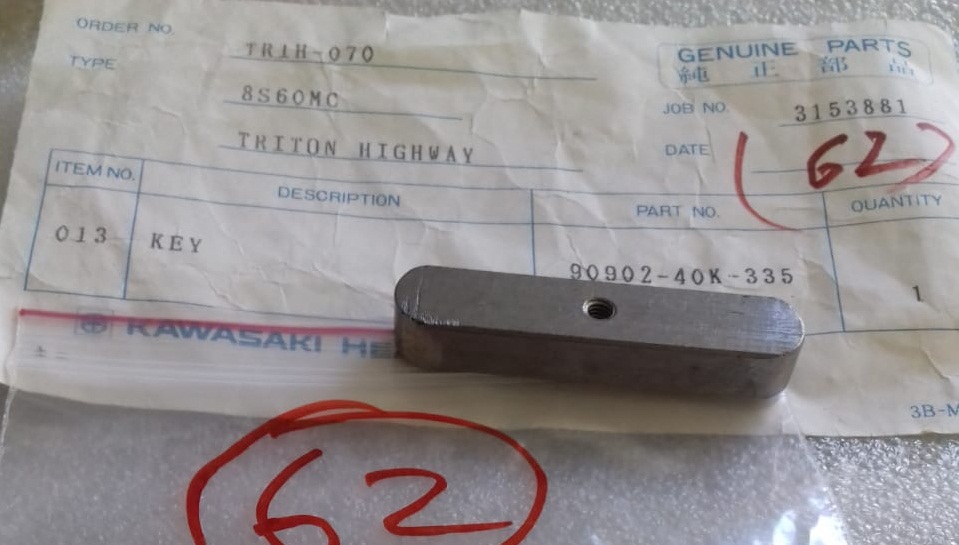 ORDER NO. TR1H-070
GENUINE PARTS
純 正 部 品
TYPE 8S60MC
JOB NO. 3153881
TRITON HIGHWAY
DATE (62)
ITEM NO. DESCRIPTION PART NO. QUANTITY
013 KEY 90902-40K-335 1
KAWASAKI
3B-M
62